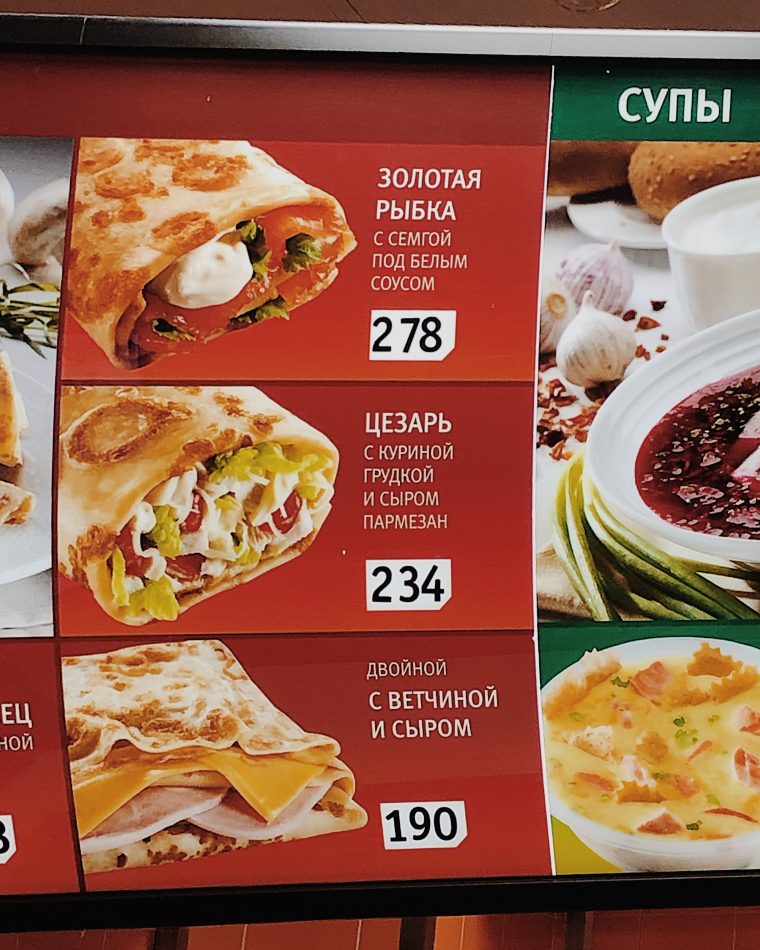 СУПЫ
ЗОЛОТАЯ
РЫБКА
С СЕМГОЙ
ПОД БЕЛЫМ
СОУСОМ
278
ЦЕЗАРЬ
С КУРИНОЙ
ГРУДКОЙ
И СЫРОМ
ПАРМЕЗАН
234
ДВОЙНОЙ
С ВЕТЧИНОЙ
И СЫРОМ
190
ЕЦ
НОЙ